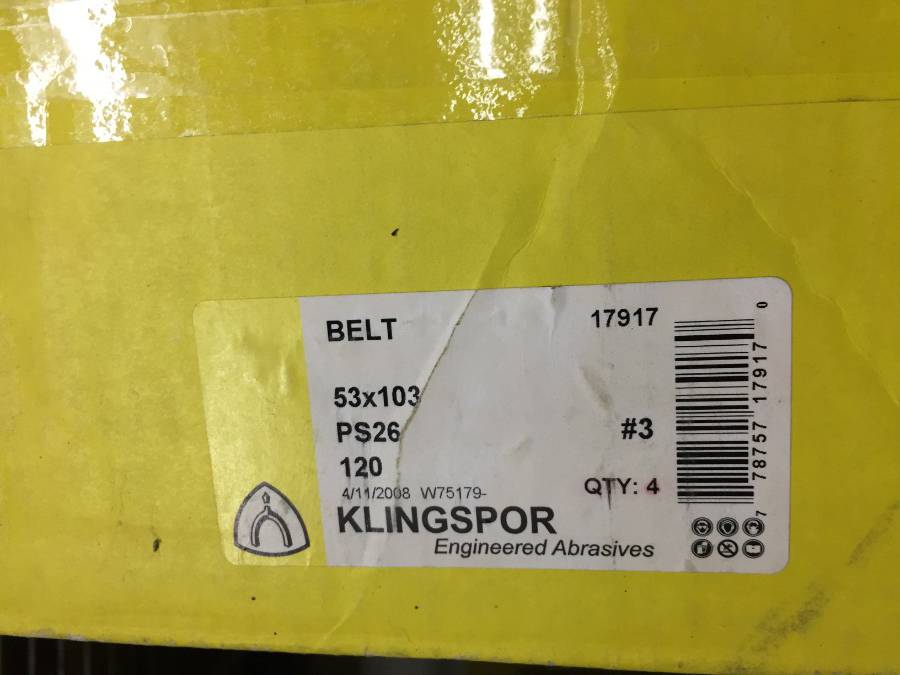 BELT
17917
53x103
PS26
#3
120
4/11/2008 W75179-
QTY: 4
KLINGSPOR
Engineered Abrasives
7 78757 17917 0